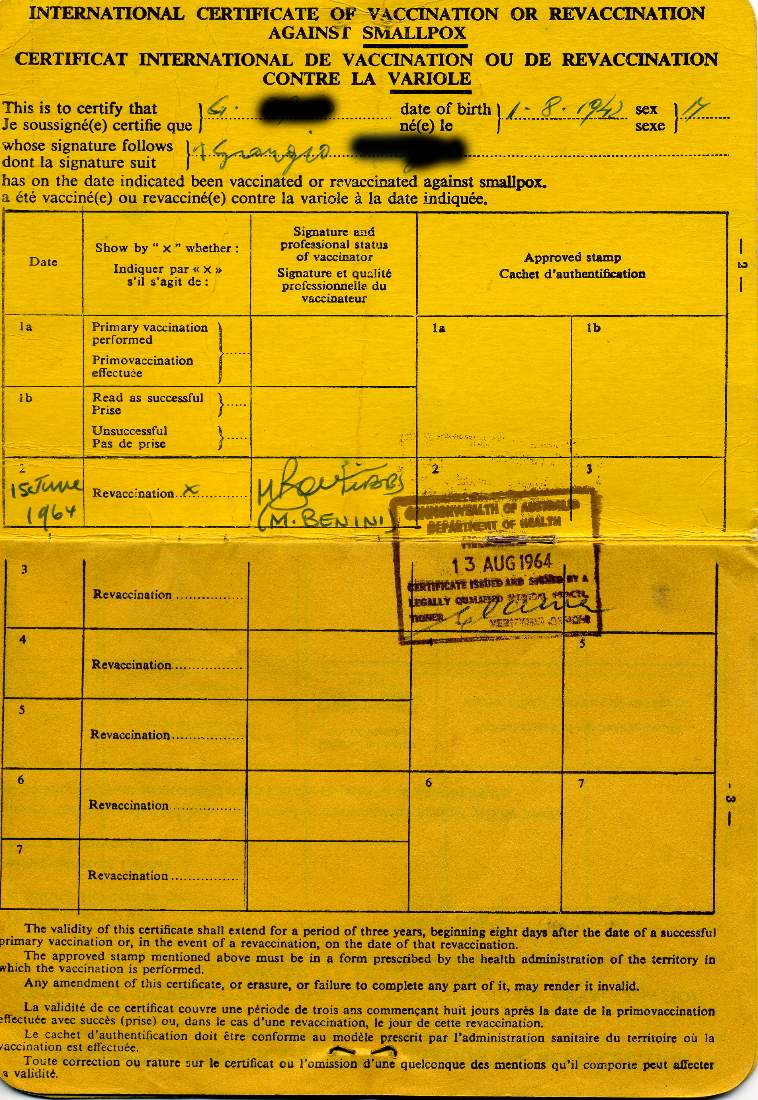 INTERNATIONAL CERTIFICATE OF VACCINATION OR REVACCINATION
AGAINST SMALLPOX
CERTIFICAT INTERNATIONAL DE VACCINATION OU DE REVACCINATION
CONTRE LA VARIOLE
This is to certify that } G. date of birth } 1-8-194 sex }
Je soussigné(e) certifie que né(e) le sexe
whose signature follows }
dont la signature suit
has on the date indicated been vaccinated or revaccinated against smallpox.
a été vacciné(e) ou revacciné(e) contre la variole à la date indiquée.
Date
Show by " x " whether :
Indiquer par « x »
s'il s'agit de :
Signature and
professional status
of vaccinator
Signature et qualité
professionnelle du
vaccinateur
Approved stamp
Cachet d'authentification
— 2 —
1a
Primary vaccination
performed
Primovaccination
effectuée
1a
1b
1b
Read as successful
Prise
Unsuccessful
Pas de prise
2
June
1964
Revaccination x
(M. BENINI)
2
3
COMMONWEALTH OF AUSTRALIA
DEPARTMENT OF HEALTH
13 AUG 1964
CERTIFICATE ISSUED AND SIGNED BY A
LEGALLY QUALIFIED MEDICAL PRACTI-
TIONER
3
Revaccination
4
Revaccination
4
5
5
Revaccination
6
Revaccination
6
7
7
Revaccination
- 3 —
The validity of this certificate shall extend for a period of three years, beginning eight days after the date of a successful
primary vaccination or, in the event of a revaccination, on the date of that revaccination.
The approved stamp mentioned above must be in a form prescribed by the health administration of the territory in
which the vaccination is performed.
Any amendment of this certificate, or erasure, or failure to complete any part of it, may render it invalid.
La validité de ce certificat couvre une période de trois ans commençant huit jours après la date de la primovaccination
effectuée avec succès (prise) ou, dans le cas d'une revaccination, le jour de cette revaccination.
Le cachet d'authentification doit être conforme au modèle prescrit par l'administration sanitaire du territoire où la
vaccination est effectuée.
Toute correction ou rature sur le certificat ou l'omission d'une quelconque des mentions qu'il comporte peut affecter
sa validité.